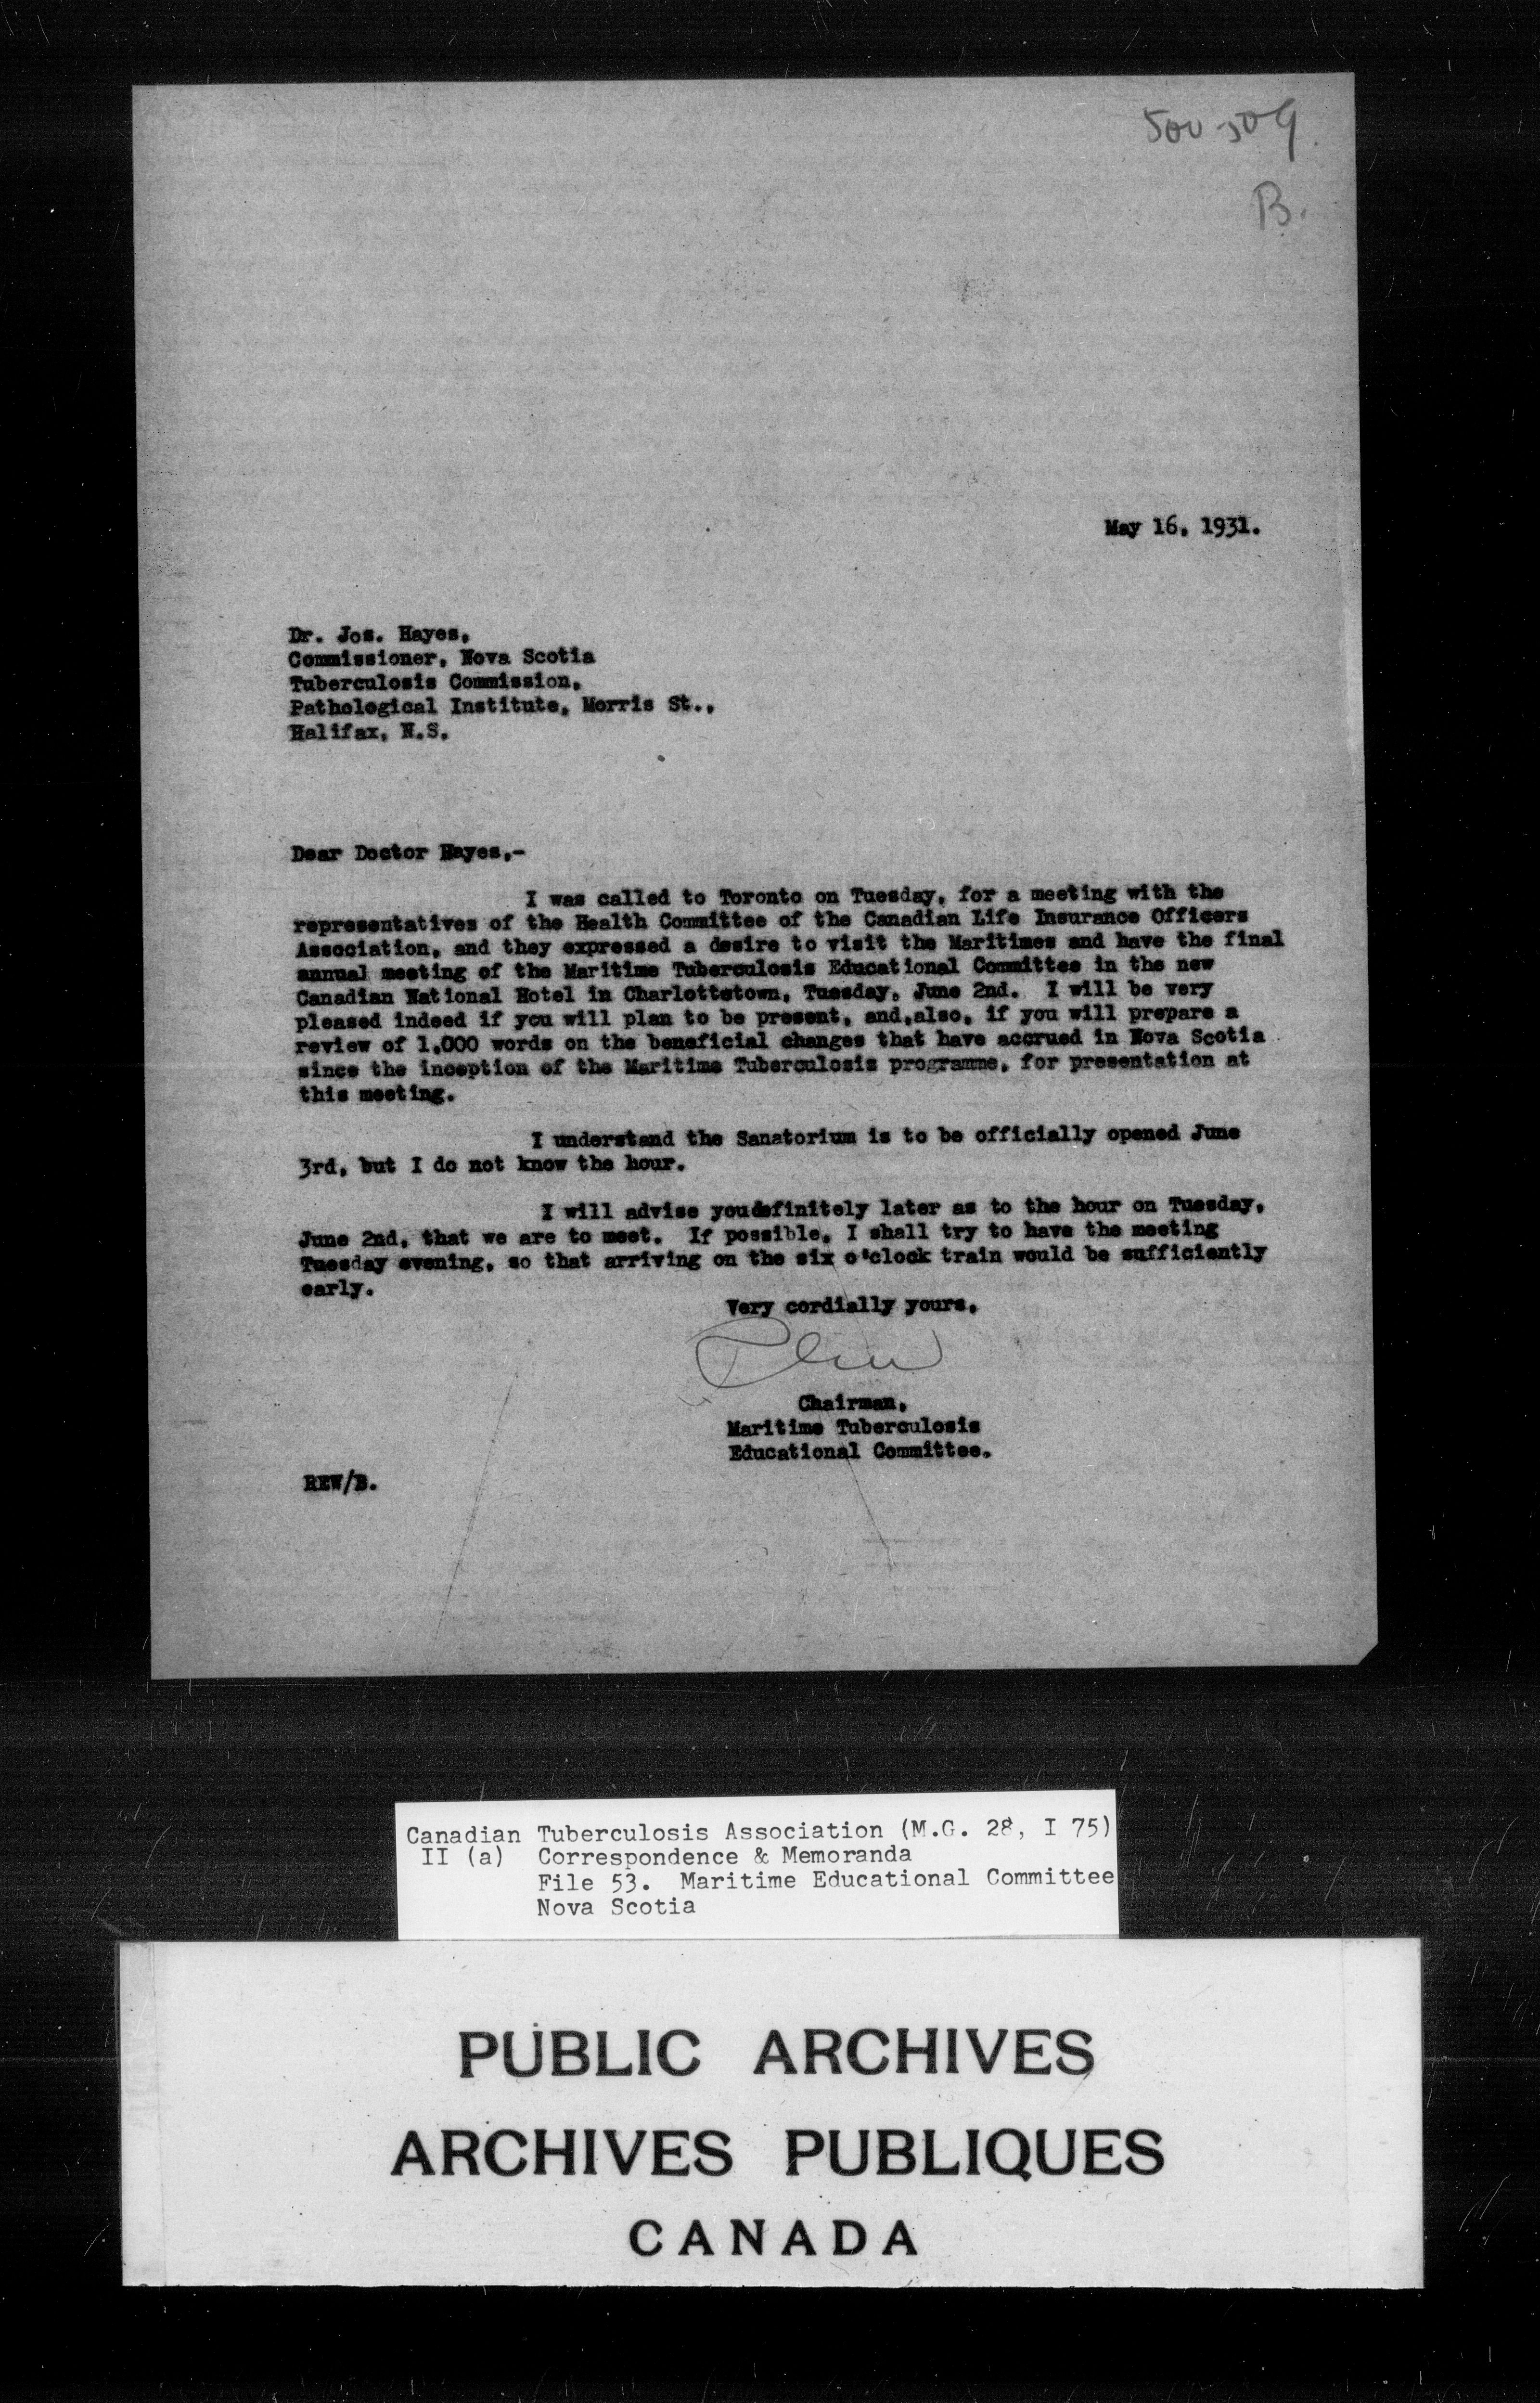 B.
May 16, 1931.
Dr. Jos. Hayes,
Commissioner, Nova Scotia
Tuberculosis Commission,
Pathological Institute, Morris St.,
Halifax, N.S.
Dear Doctor Hayes,-
I was called to Toronto on Tuesday, for a meeting with the
representatives of the Health Committee of the Canadian Life Insurance Officers
Association, and they expressed a desire to visit the Maritimes and have the final
annual meeting of the Maritime Tuberculosis Educational Committee in the new
Canadian National Hotel in Charlottetown, Tuesday, June 2nd. I will be very
pleased indeed if you will plan to be present, and,also, if you will prepare a
review of 1,000 words on the beneficial changes that have accrued in Nova Scotia
since the inception of the Maritime Tuberculosis programme, for presentation at
this meeting.
I understand the Sanatorium is to be officially opened June
3rd, but I do not know the hour.
I will advise youdefinitely later as to the hour on Tuesday,
June 2nd, that we are to meet. If possible, I shall try to have the meeting
Tuesday evening, so that arriving on the six o'clock train would be sufficiently
early.
Very cordially yours,
Chairman,
Maritime Tuberculosis
Educational Committee.
REW/B.
Canadian Tuberculosis Association (M.G. 28, I 75)
II (a) Correspondence & Memoranda
File 53. Maritime Educational Committee
Nova Scotia
PUBLIC ARCHIVES
ARCHIVES PUBLIQUES
CANADA